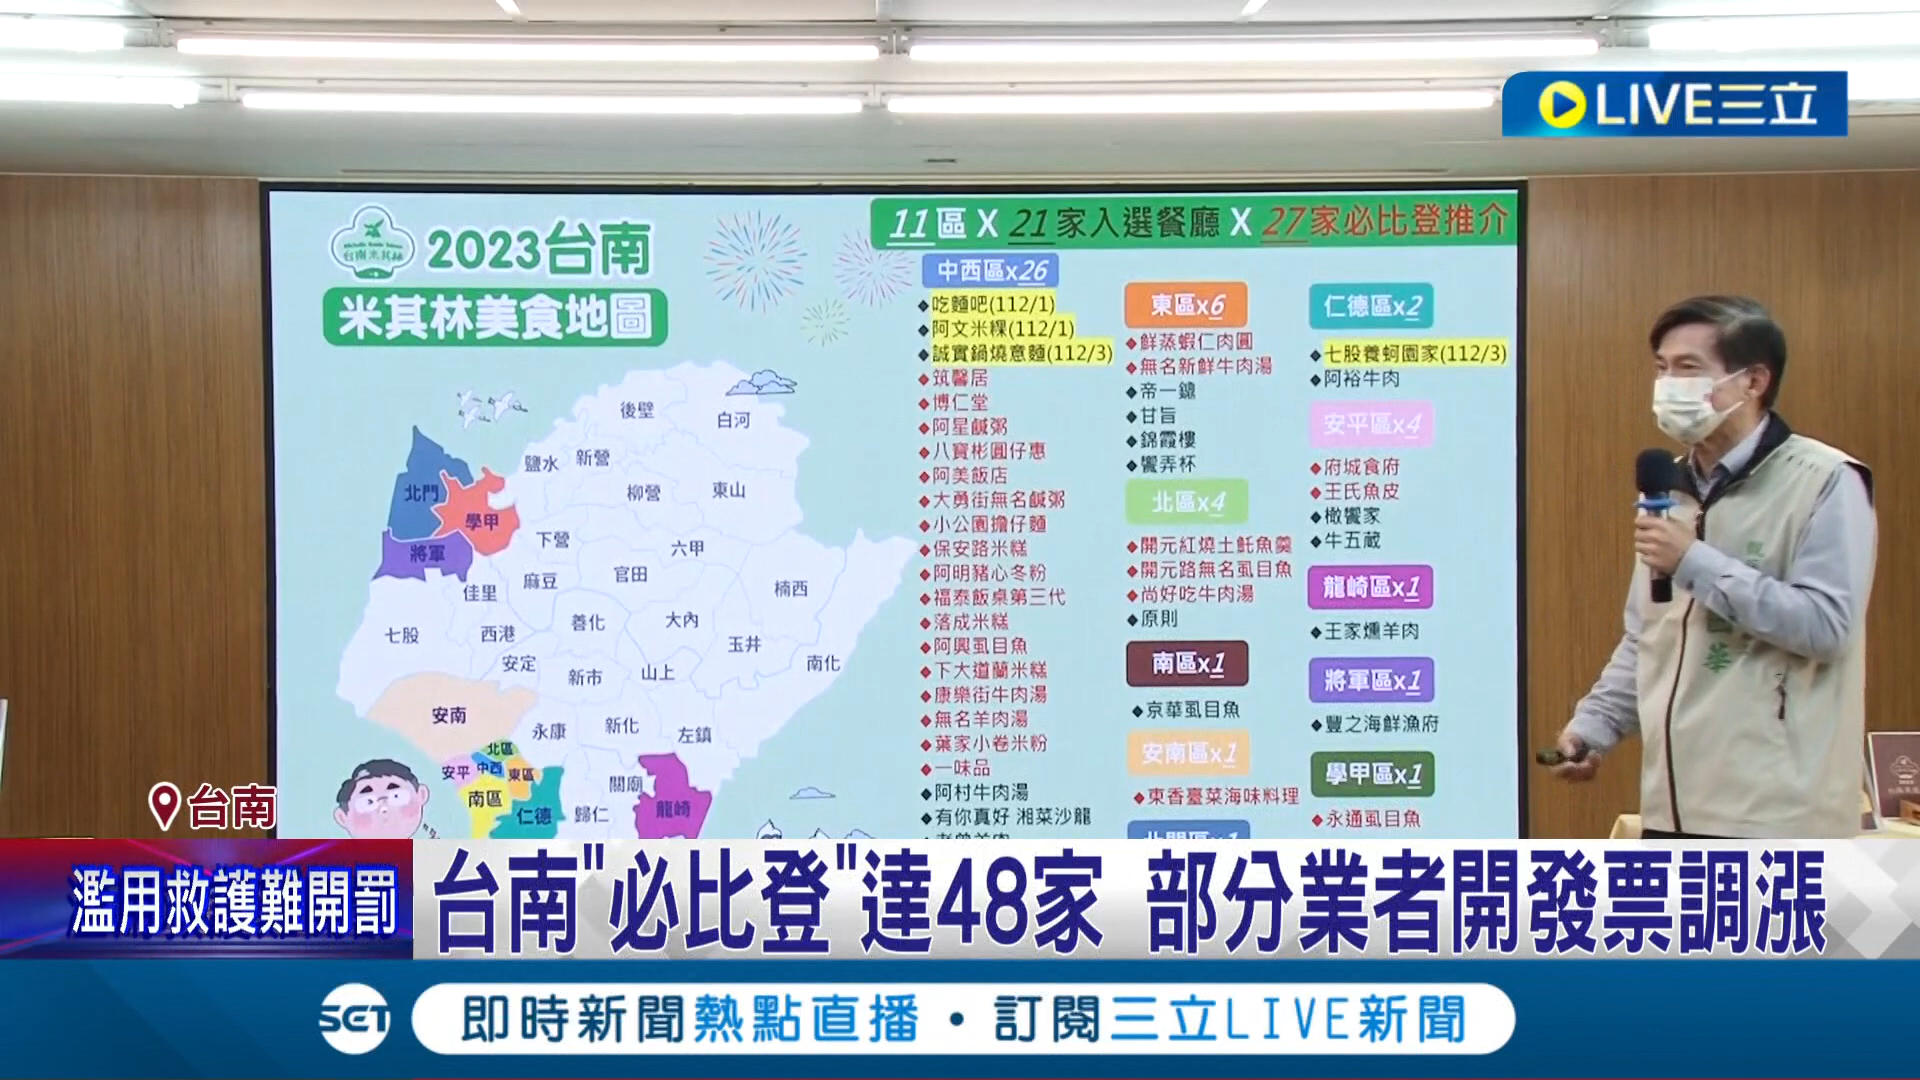 LIVE三立
2023台南
米其林美食地圖
台南米其林
11區 X 21家入選餐廳 X 27家必比登推介
中西區x26
吃麵吧(112/1)
阿文米粿(112/1)
誠實鍋燒意麵(112/3)
筑馨居
博仁堂
阿星鹹粥
八寶彬圓仔惠
阿美飯店
大勇街無名鹹粥
小公園擔仔麵
保安路米糕
阿明豬心冬粉
福泰飯桌第三代
落成米糕
阿興虱目魚
下大道蘭米糕
康樂街牛肉湯
無名羊肉湯
葉家小卷米粉
一味品
阿村牛肉湯
有你真好 湘菜沙龍
東區x6
鮮蒸蝦仁肉圓
無名新鮮牛肉湯
帝一鍋
甘旨
錦霞樓
饗弄杯
北區x4
開元紅燒土魠魚羹
開元路無名虱目魚
尚好吃牛肉湯
原則
南區x1
京華虱目魚
安南區x1
東香臺菜海味料理
北門區x1
仁德區x2
七股養蚵園家(112/3)
阿裕牛肉
安平區x4
府城食府
王氏魚皮
橄饗家
牛五蔵
龍崎區x1
王家燻羊肉
將軍區x1
豐之海鮮漁府
學甲區x1
永通虱目魚
後壁
白河
鹽水
新營
柳營
東山
北門
學甲
將軍
下營
六甲
麻豆
官田
楠西
佳里
七股
西港
善化
大內
玉井
安定
新市
山上
南化
安南
永康
新化
左鎮
北區
安平
中西
東區
南區
仁德
歸仁
關廟
龍崎
台南
濫用救護難開罰
台南"必比登"達48家 部分業者開發票調漲
SET
即時新聞熱點直播・訂閱三立LIVE新聞